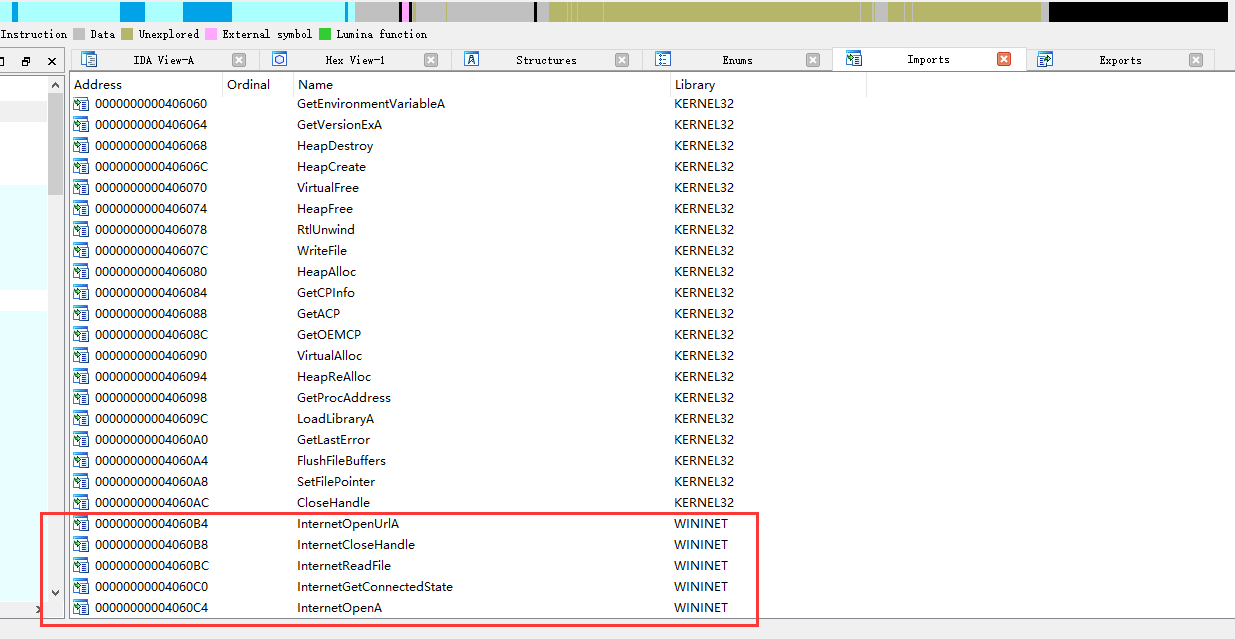 Instruction Data Unexplored External symbol Lumina function
IDA View-A Hex View-1 Structures Enums Imports Exports
Address Ordinal Name Library
0000000000406060 GetEnvironmentVariableA KERNEL32
0000000000406064 GetVersionExA KERNEL32
0000000000406068 HeapDestroy KERNEL32
000000000040606C HeapCreate KERNEL32
0000000000406070 VirtualFree KERNEL32
0000000000406074 HeapFree KERNEL32
0000000000406078 RtlUnwind KERNEL32
000000000040607C WriteFile KERNEL32
0000000000406080 HeapAlloc KERNEL32
0000000000406084 GetCPInfo KERNEL32
0000000000406088 GetACP KERNEL32
000000000040608C GetOEMCP KERNEL32
0000000000406090 VirtualAlloc KERNEL32
0000000000406094 HeapReAlloc KERNEL32
0000000000406098 GetProcAddress KERNEL32
000000000040609C LoadLibraryA KERNEL32
00000000004060A0 GetLastError KERNEL32
00000000004060A4 FlushFileBuffers KERNEL32
00000000004060A8 SetFilePointer KERNEL32
00000000004060AC CloseHandle KERNEL32
00000000004060B4 InternetOpenUrlA WININET
00000000004060B8 InternetCloseHandle WININET
00000000004060BC InternetReadFile WININET
00000000004060C0 InternetGetConnectedState WININET
00000000004060C4 InternetOpenA WININET